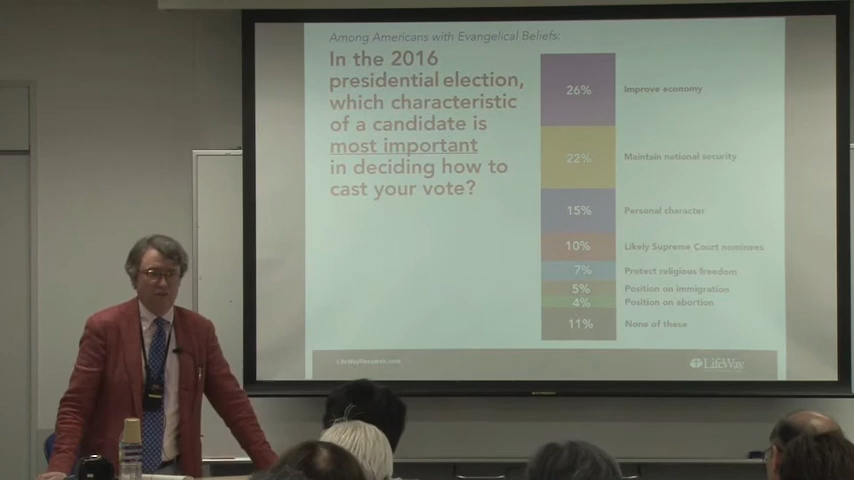 Among Americans with Evangelical Beliefs:
In the 2016
presidential election,
which characteristic
of a candidate is
most important
in deciding how to
cast your vote?
26% Improve economy
22% Maintain national security
15% Personal character
10% Likely Supreme Court nominees
7% Protect religious freedom
5% Position on immigration
4% Position on abortion
11% None of these
LifeWayResearch.com
LifeWay